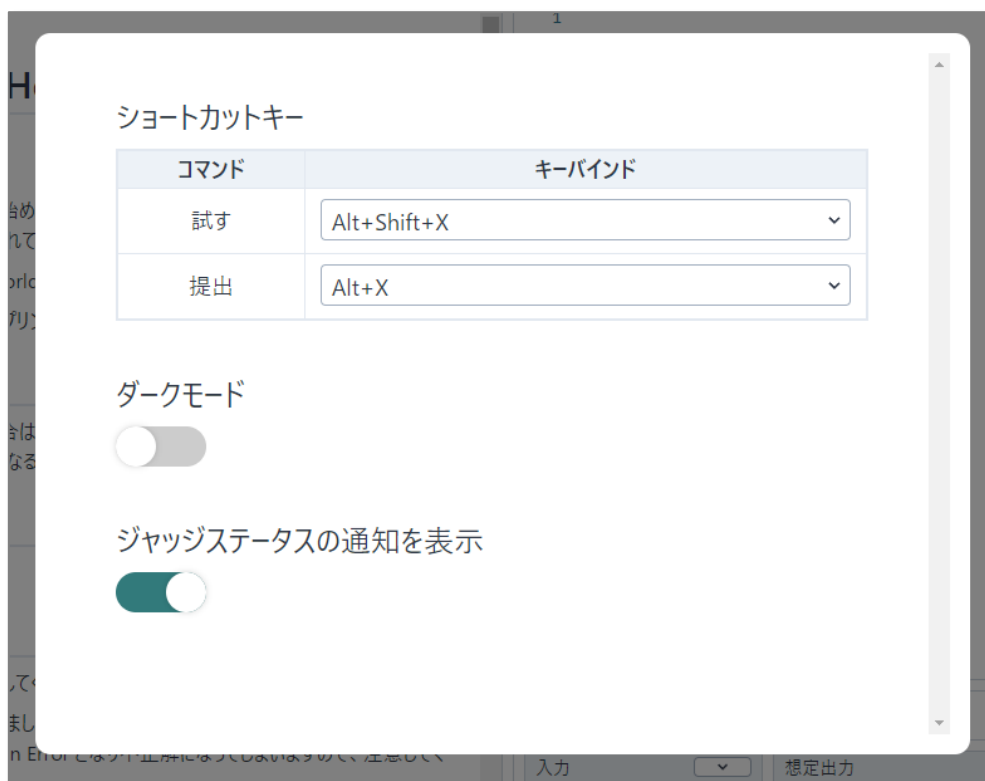 1
ショートカットキー
コマンド キーバインド
試す Alt+Shift+X
提出 Alt+X
ダークモード
ジャッジステータスの通知を表示
入力 想定出力